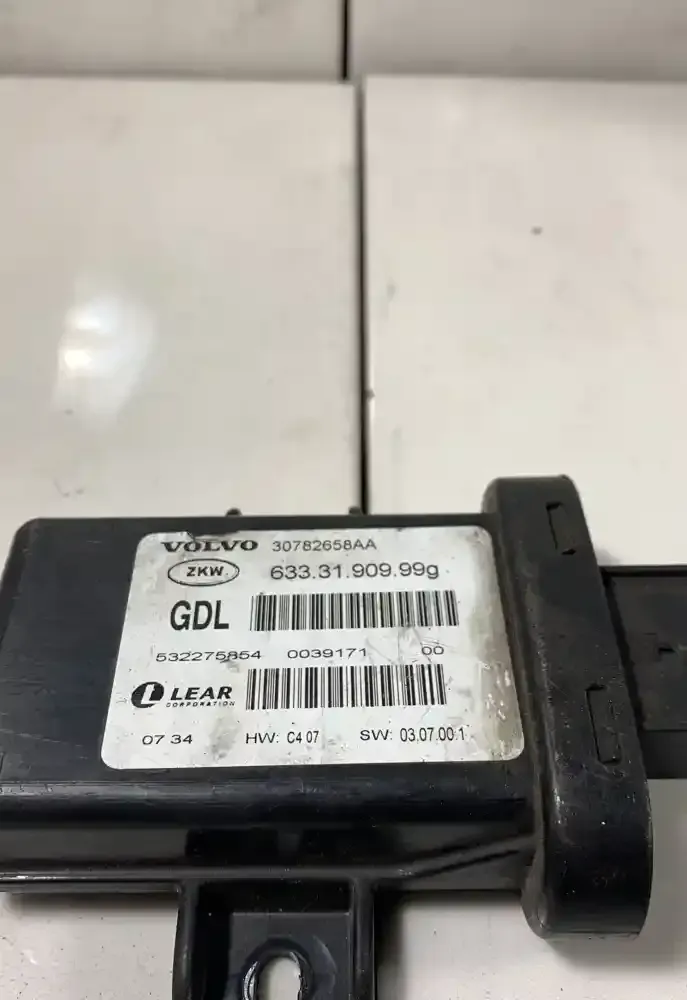 VOLVO 30782658AA
ZKW 633.31.909.99g
GDL
532275854 0039171 00
LEAR
CORPORATION
07 34 HW: C4 07 SW: 03.07.00.1